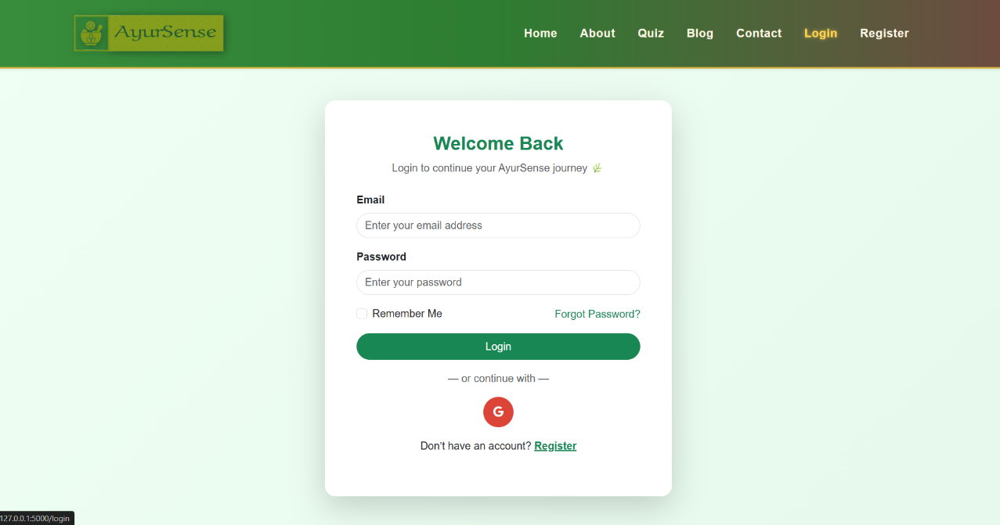 AyurSense
Home About Quiz Blog Contact Login Register
Welcome Back
Login to continue your AyurSense journey 🌿
Email
Enter your email address
Password
Enter your password
Remember Me Forgot Password?
Login
— or continue with —
G
Don't have an account? Register
127.0.0.1:5000/login